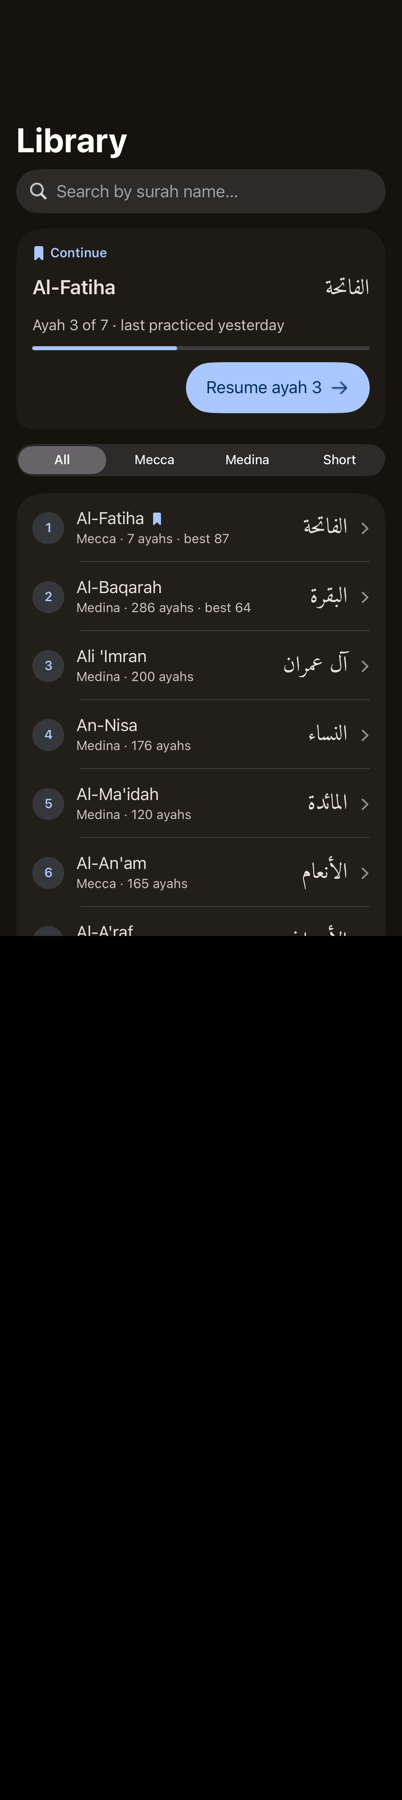 Library
Search by surah name...
Continue
Al-Fatiha الفاتحة
Ayah 3 of 7 · last practiced yesterday
Resume ayah 3
All Mecca Medina Short
1 Al-Fatiha الفاتحة
Mecca · 7 ayahs · best 87
2 Al-Baqarah البقرة
Medina · 286 ayahs · best 64
3 Ali 'Imran آل عمران
Medina · 200 ayahs
4 An-Nisa النساء
Medina · 176 ayahs
5 Al-Ma'idah المائدة
Medina · 120 ayahs
6 Al-An'am الأنعام
Mecca · 165 ayahs
Al-A'raf